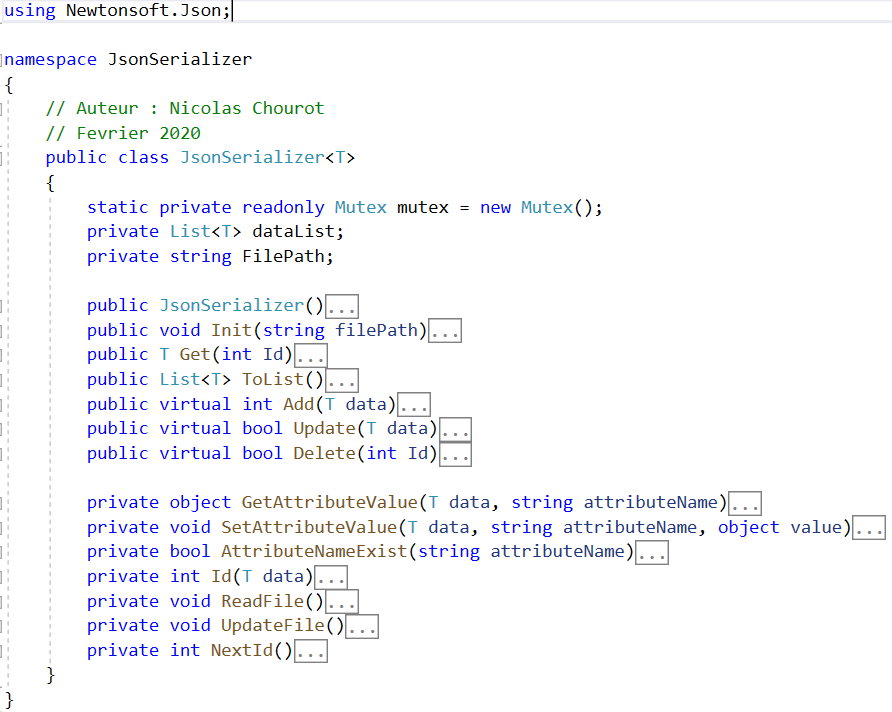 using Newtonsoft.Json;
namespace JsonSerializer
{
// Auteur : Nicolas Chourot
// Fevrier 2020
public class JsonSerializer<T>
{
static private readonly Mutex mutex = new Mutex();
private List<T> dataList;
private string FilePath;
public JsonSerializer()...
public void Init(string filePath)...
public T Get(int Id)...
public List<T> ToList()...
public virtual int Add(T data)...
public virtual bool Update(T data)...
public virtual bool Delete(int Id)...
private object GetAttributeValue(T data, string attributeName)...
private void SetAttributeValue(T data, string attributeName, object value)...
private bool AttributeNameExist(string attributeName)...
private int Id(T data)...
private void ReadFile()...
private void UpdateFile()...
private int NextId()...
}
}